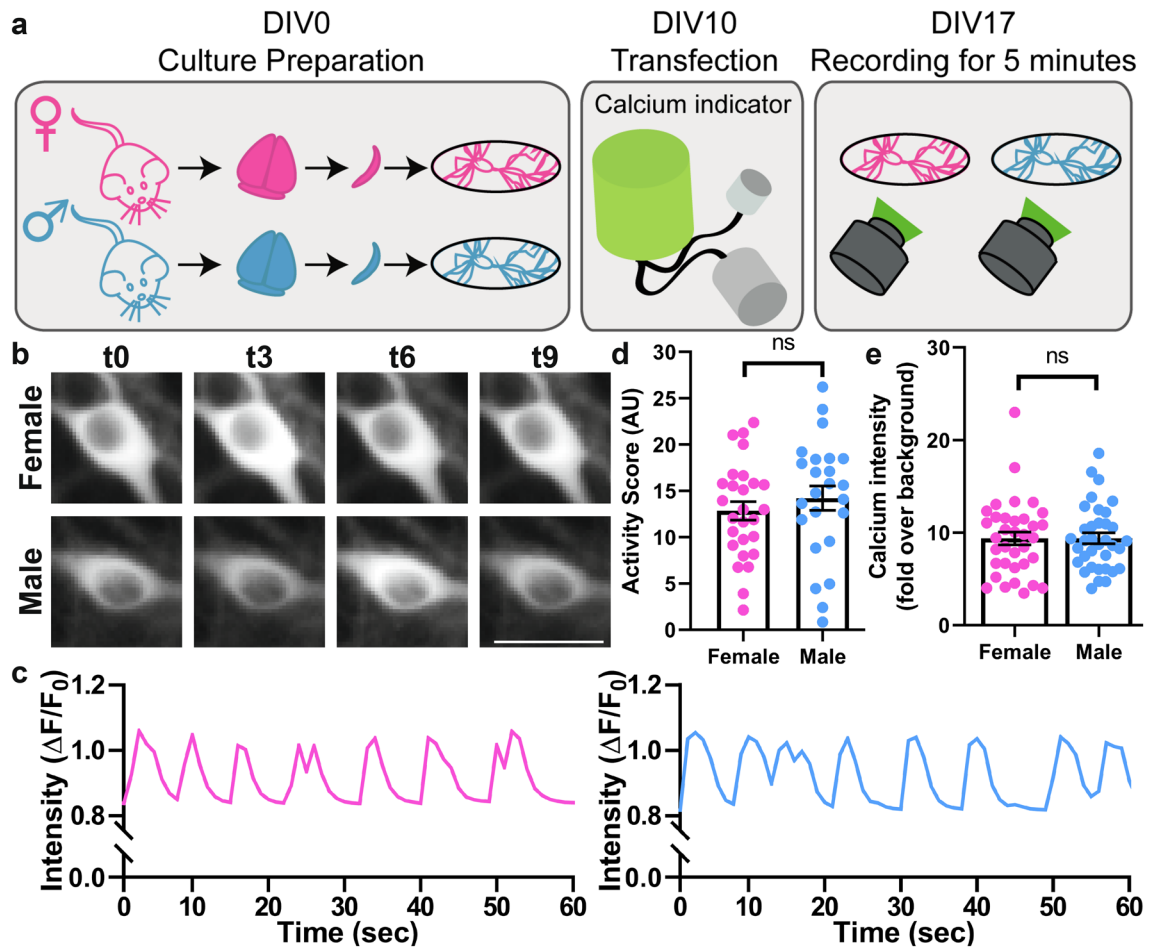 a
DIV0
Culture Preparation
DIV10
Transfection
DIV17
Recording for 5 minutes
♀
♂
Calcium indicator
b
t0 t3 t6 t9
Female
Male
d
ns
Activity Score (AU)
30
25
20
15
10
5
0
Female Male
e
ns
Calcium intensity
(fold over background)
30
20
10
0
Female Male
c
Intensity (ΔF/F0)
1.2
1.0
0.8
0.0
0 10 20 30 40 50 60
Time (sec)
Intensity (ΔF/F0)
1.2
1.0
0.8
0.0
0 10 20 30 40 50 60
Time (sec)